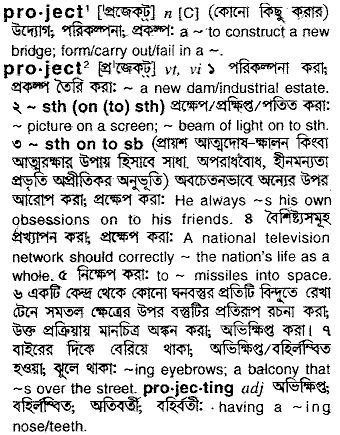 pro·ject¹ ['প্রজেক্ট্] n [C] (কোনো কিছু করার)
উদ্যোগ; পরিকল্পনা; প্রকল্প: a ~ to construct a new
bridge; form/carry out/fail in a ~.
pro·ject² [প্র'জেক্ট্] vt, vi ১ পরিকল্পনা করা;
প্রকল্প তৈরি করা: ~ a new dam/industrial estate.
২ ~ sth (on (to) sth) প্রক্ষেপ/প্রক্ষিপ্ত/পতিত করা:
~ picture on a screen; ~ beam of light on to sth.
৩ ~ sth on to sb (প্রায়শ আত্মদোষ-ক্ষালন কিংবা
আত্মরক্ষার উপায় হিসাবে সাধা. অপরাধবোধ, হীনমন্যতা
প্রভৃতি অপ্রীতিকর অনুভূতি) অবচেতনভাবে অন্যের উপর
আরোপ করা; প্রক্ষেপ করা: He always ~s his own
obsessions on to his friends. ৪ বৈশিষ্ট্যসমূহ
প্রখ্যাপন করা; প্রক্ষেপ করা: A national television
network should correctly ~ the nation's life as a
whole. ৫ নিক্ষেপ করা: to ~ missiles into space.
৬ একটি কেন্দ্র থেকে কোনো ঘনবস্তুর প্রতিটি বিন্দুতে রেখা
টেনে সমতল ক্ষেত্রের উপর বস্তুটির প্রতিরূপ রচনা করা;
উক্ত প্রক্রিয়ায় মানচিত্র অঙ্কন করা; অভিক্ষিপ্ত করা। ৭
বাইরের দিকে বেরিয়ে থাকা; অভিক্ষিপ্ত/বহির্লম্বিত
হওয়া; ঝুলে থাকা: ~ing eyebrows; a balcony that
~s over the street. pro·jec·ting adj অভিক্ষিপ্ত;
বহির্লম্বিত; অতিবর্তী; বহির্বর্তী: having a ~ing
nose/teeth.